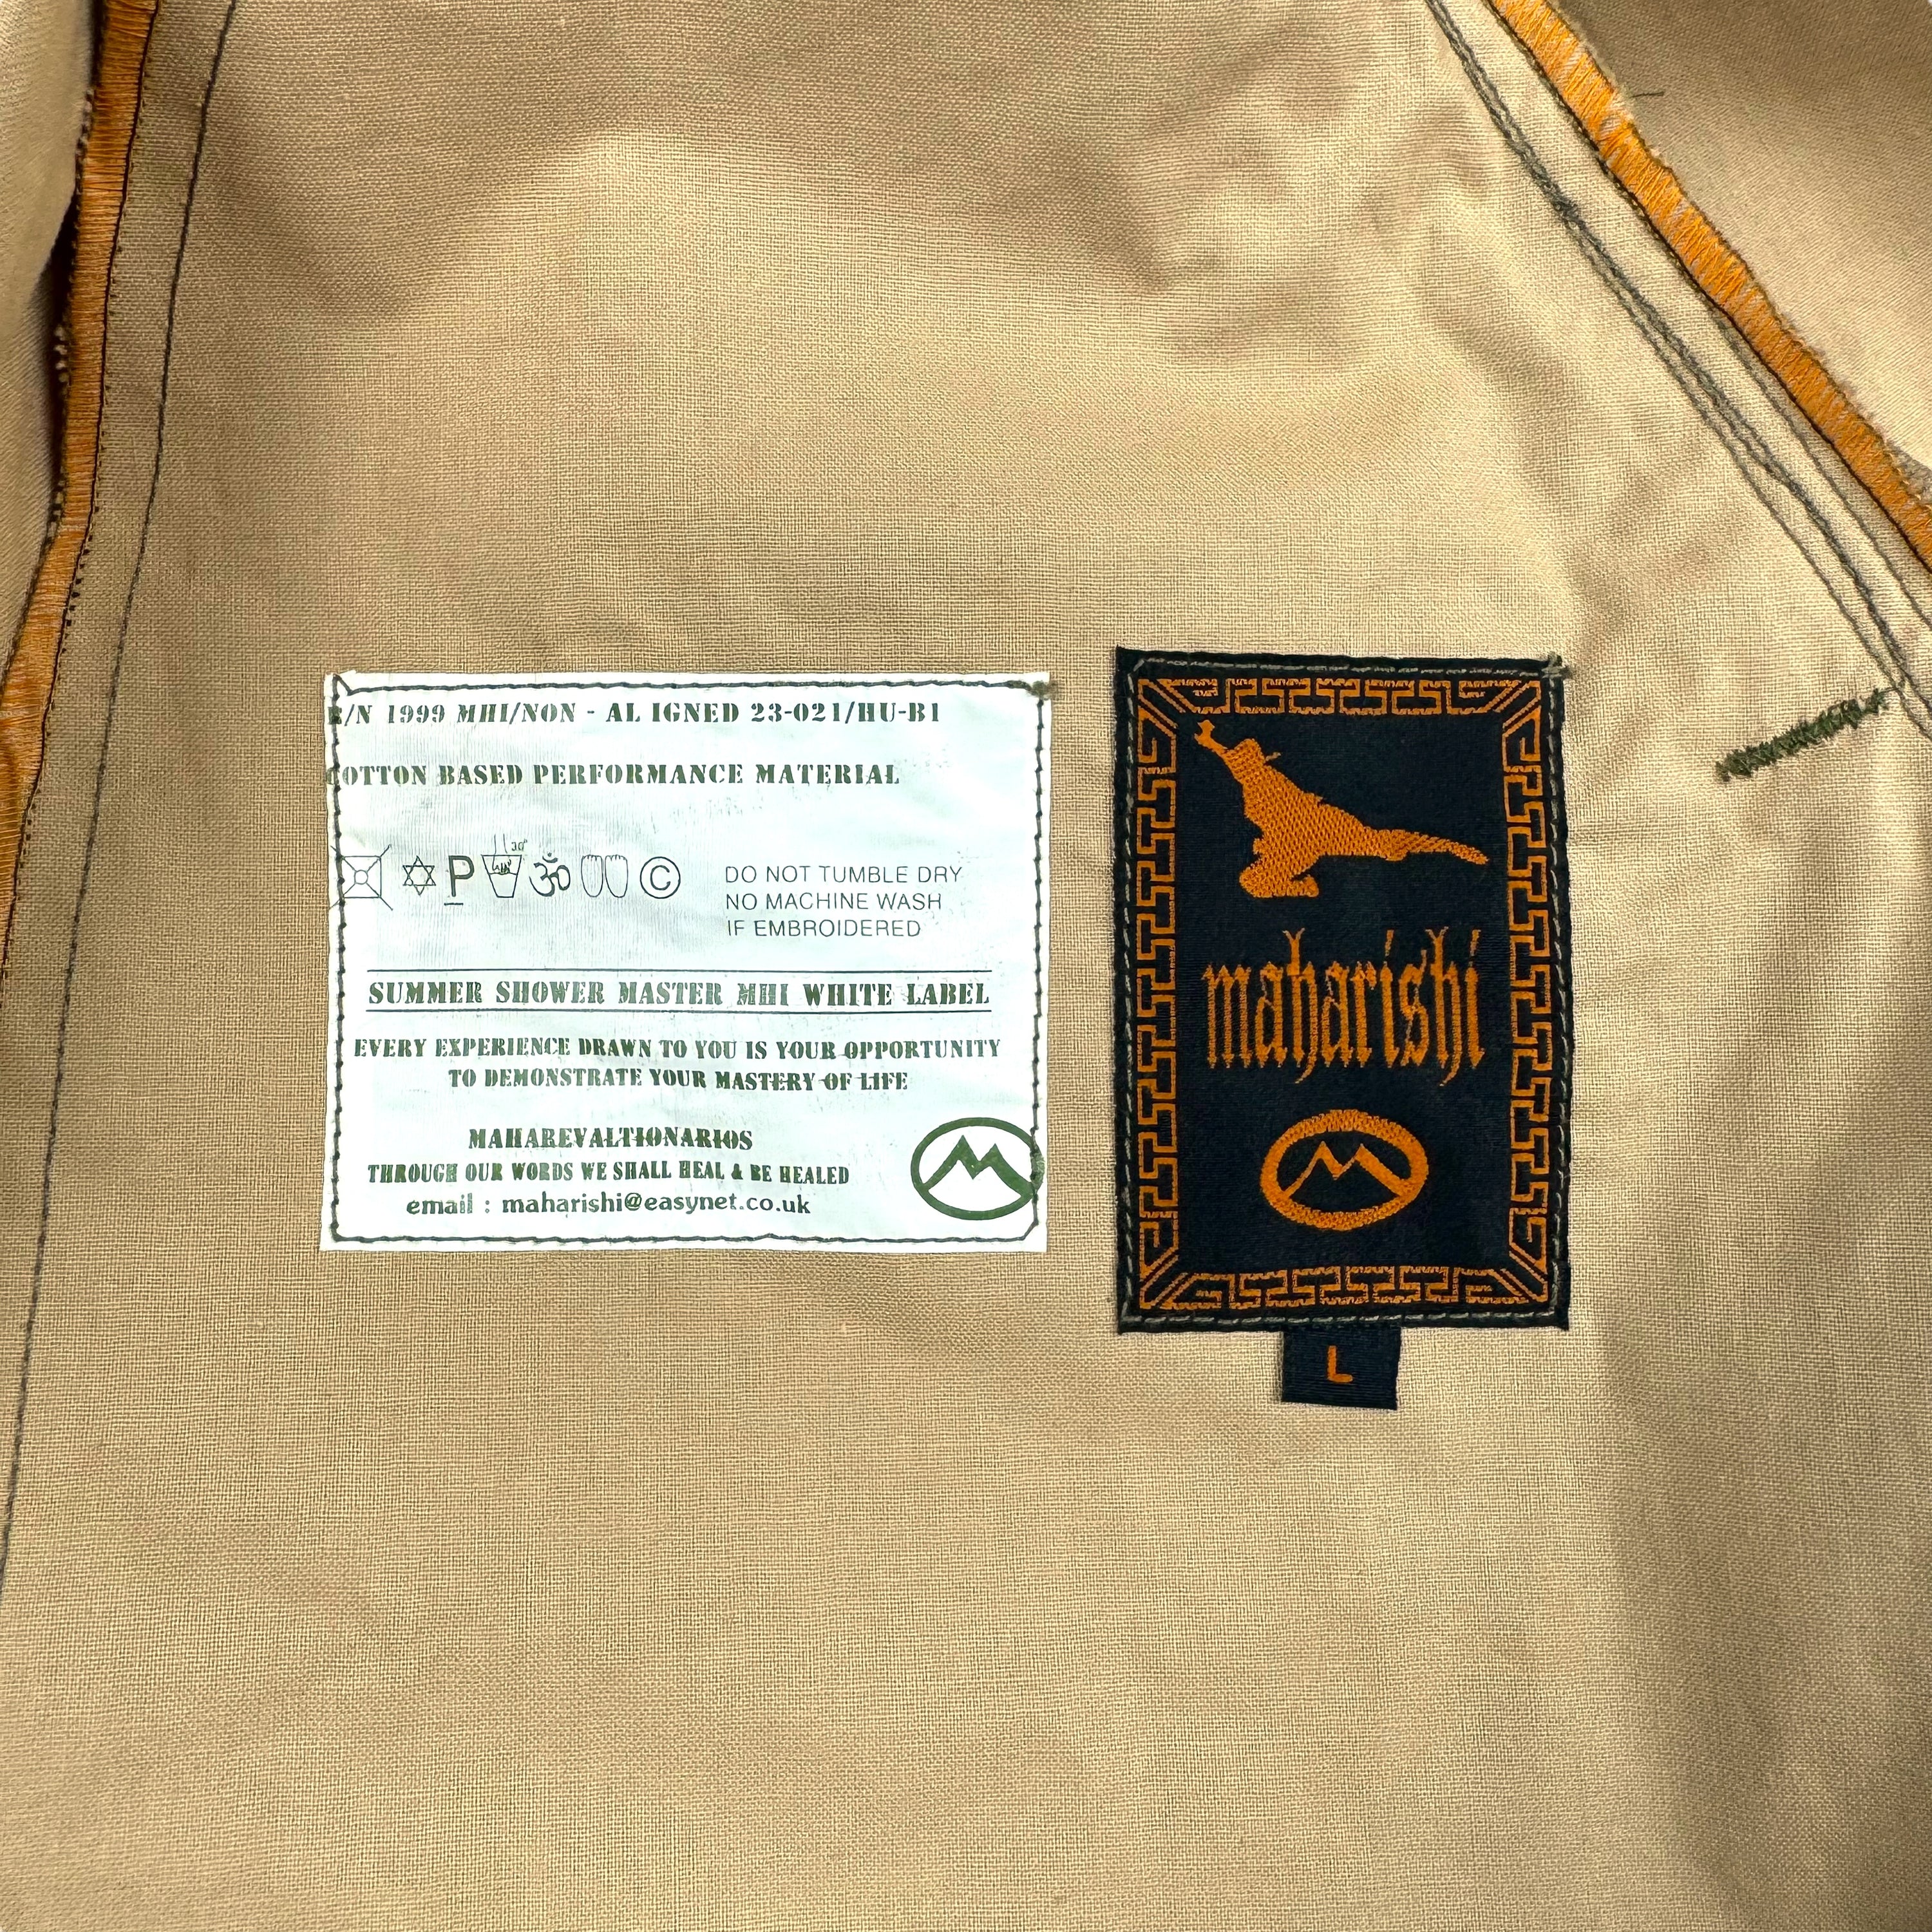 /N 1999 MHI/NON - AL IGNED 23-021/HU-B1
COTTON BASED PERFORMANCE MATERIAL
P 30° ॐ ©
DO NOT TUMBLE DRY
NO MACHINE WASH
IF EMBROIDERED
SUMMER SHOWER MASTER MHI WHITE LABEL
EVERY EXPERIENCE DRAWN TO YOU IS YOUR OPPORTUNITY
TO DEMONSTRATE YOUR MASTERY OF LIFE
MAHAREVALTIONARIOS
THROUGH OUR WORDS WE SHALL HEAL & BE HEALED
email : maharishi@easynet.co.uk
maharishi
L